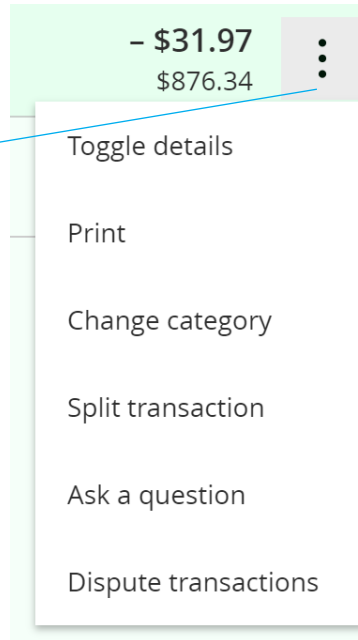 – $31.97
$876.34
Toggle details
Print
Change category
Split transaction
Ask a question
Dispute transactions